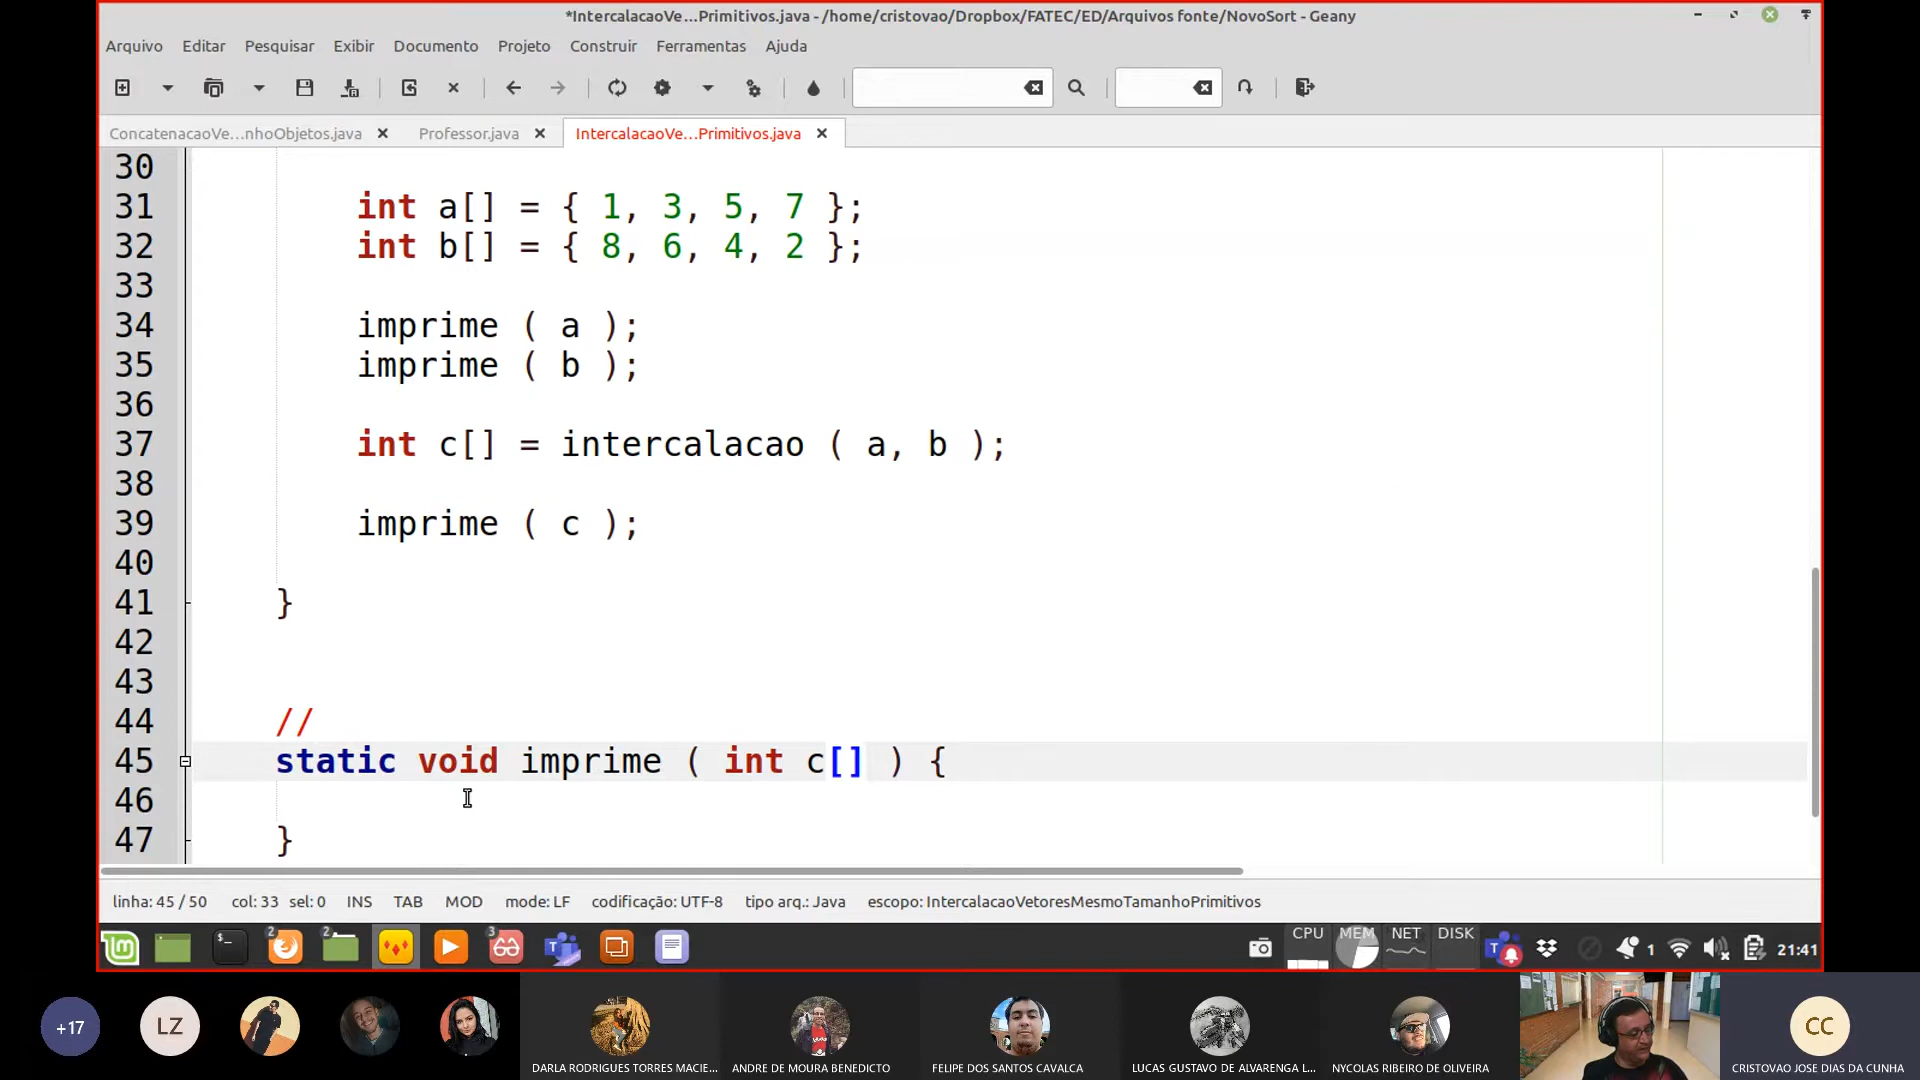 *IntercalacaoVe...Primitivos.java - /home/cristovao/Dropbox/FATEC/ED/Arquivos fonte/NovoSort - Geany
Arquivo Editar Pesquisar Exibir Documento Projeto Construir Ferramentas Ajuda
ConcatenacaoVe...nhoObjetos.java Professor.java IntercalacaoVe...Primitivos.java
30
31 int a[] = { 1, 3, 5, 7 };
32 int b[] = { 8, 6, 4, 2 };
33
34 imprime ( a );
35 imprime ( b );
36
37 int c[] = intercalacao ( a, b );
38
39 imprime ( c );
40
41 }
42
43
44 //
45 static void imprime ( int c[] ) {
46
47 }
linha: 45 / 50 col: 33 sel: 0 INS TAB MOD mode: LF codificação: UTF-8 tipo arq.: Java escopo: IntercalacaoVetoresMesmoTamanhoPrimitivos
2 2 3 CPU MEM NET DISK 1 21:41
+17 LZ CC
DARLA RODRIGUES TORRES MACIE... ANDRE DE MOURA BENEDICTO FELIPE DOS SANTOS CAVALCA LUCAS GUSTAVO DE ALVARENGA L... NYCOLAS RIBEIRO DE OLIVEIRA CRISTOVAO JOSE DIAS DA CUNHA